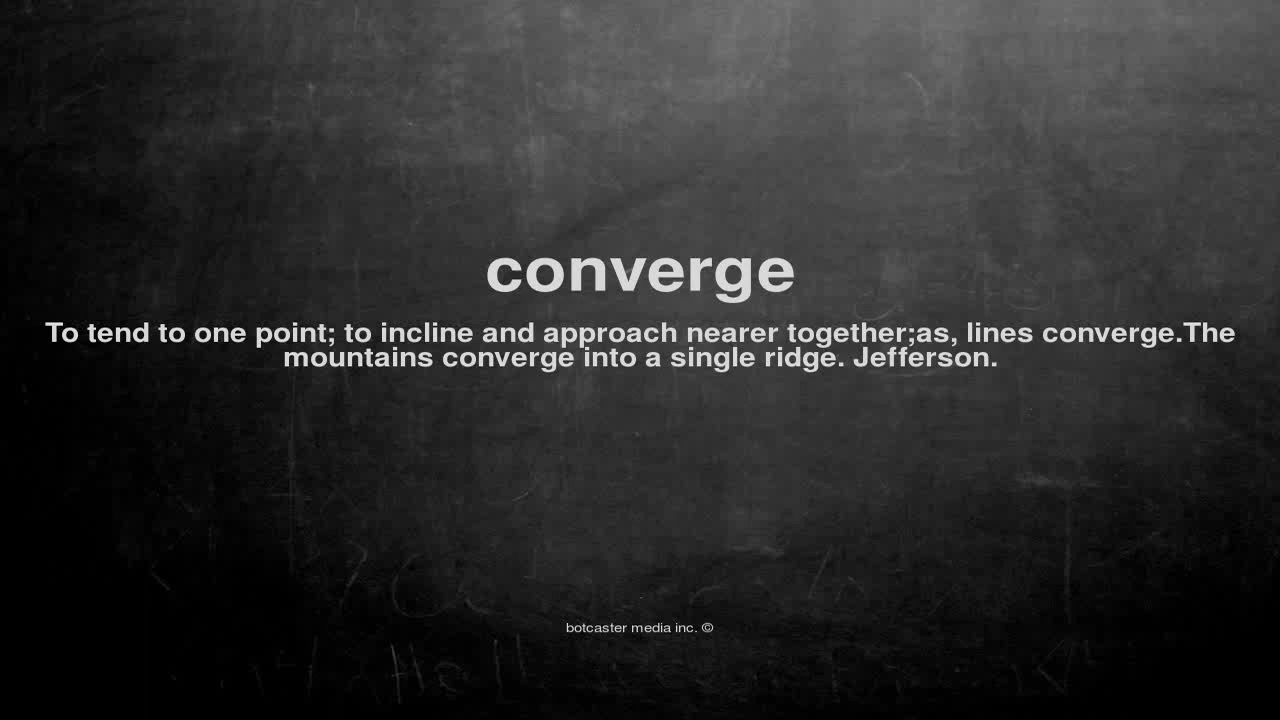 converge
To tend to one point; to incline and approach nearer together;as, lines converge.The
mountains converge into a single ridge. Jefferson.
botcaster media inc. ©